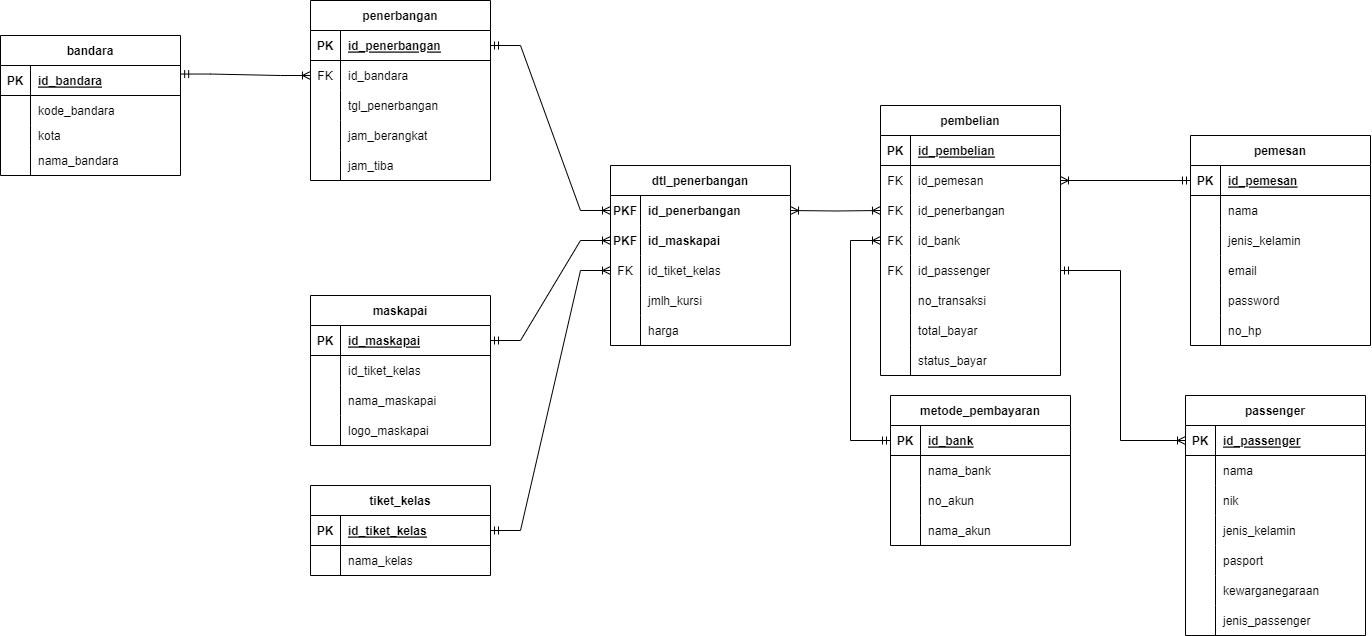 bandara
PK id_bandara
kode_bandara
kota
nama_bandara
penerbangan
PK id_penerbangan
FK id_bandara
tgl_penerbangan
jam_berangkat
jam_tiba
maskapai
PK id_maskapai
id_tiket_kelas
nama_maskapai
logo_maskapai
tiket_kelas
PK id_tiket_kelas
nama_kelas
dtl_penerbangan
PKF id_penerbangan
PKF id_maskapai
FK id_tiket_kelas
jmlh_kursi
harga
pembelian
PK id_pembelian
FK id_pemesan
FK id_penerbangan
FK id_bank
FK id_passenger
no_transaksi
total_bayar
status_bayar
metode_pembayaran
PK id_bank
nama_bank
no_akun
nama_akun
pemesan
PK id_pemesan
nama
jenis_kelamin
email
password
no_hp
passenger
PK id_passenger
nama
nik
jenis_kelamin
pasport
kewarganegaraan
jenis_passenger